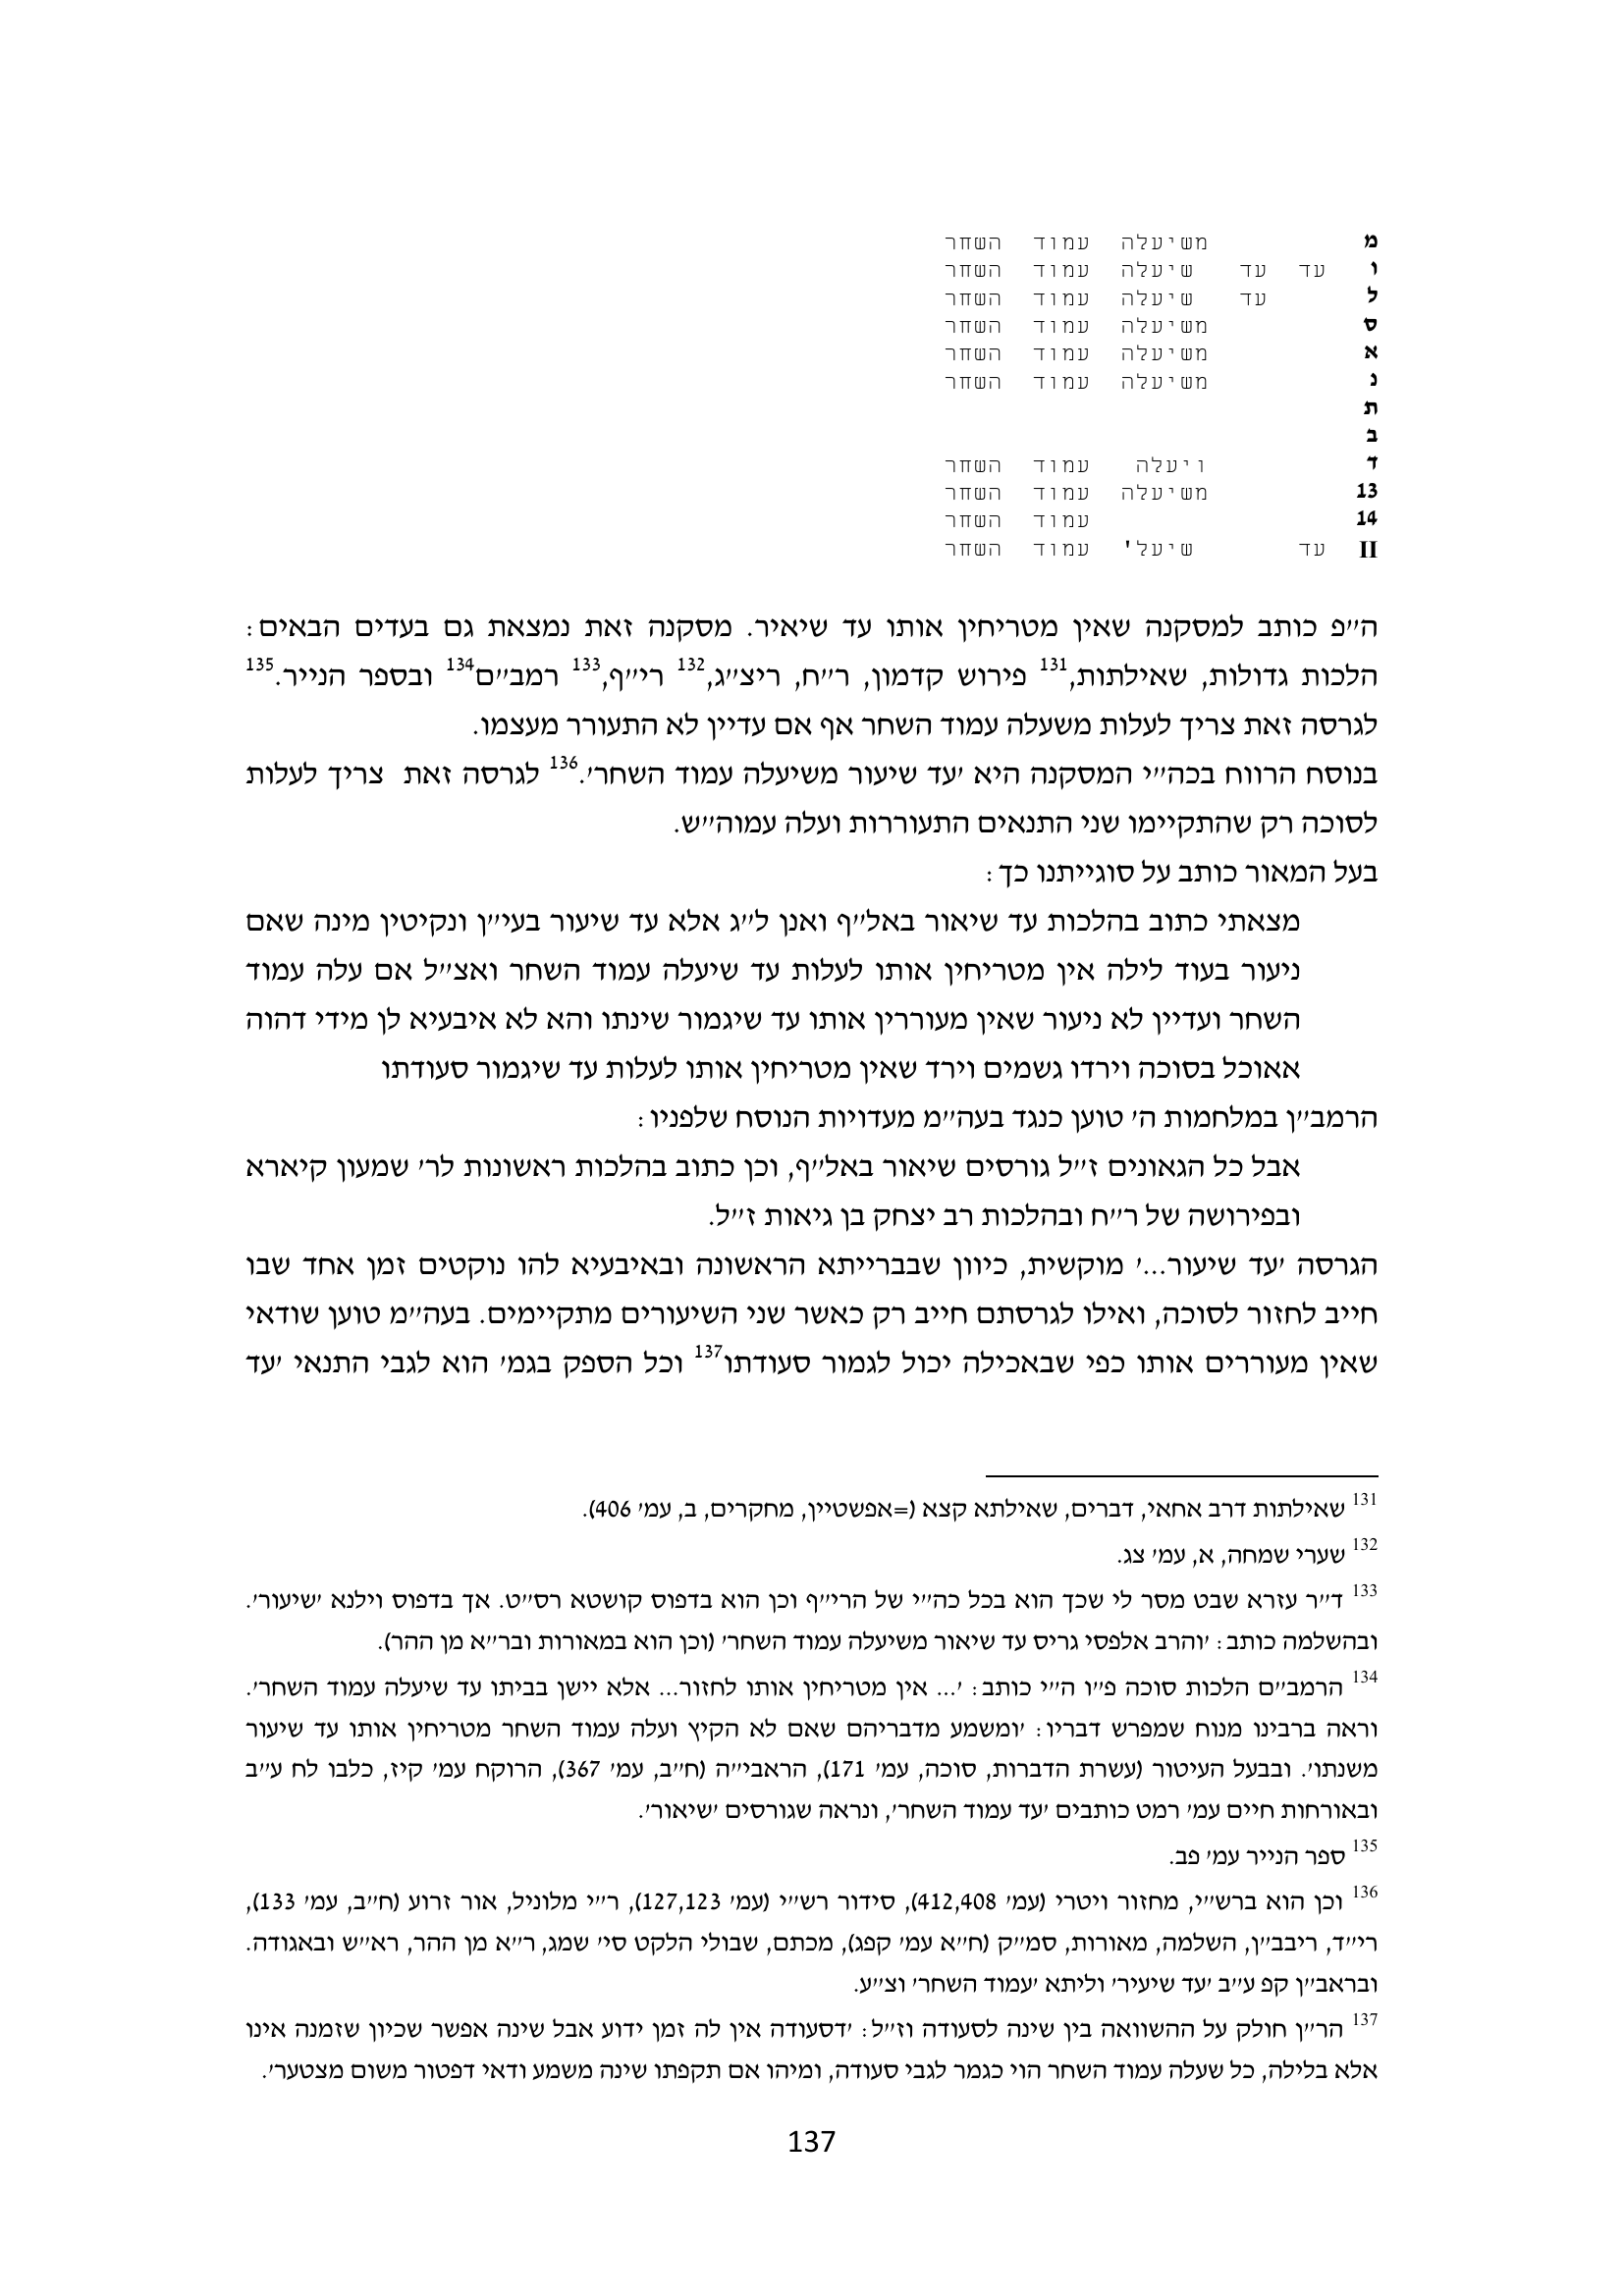 מ משיעלה עמוד השחר
ו עד עד שיעלה עמוד השחר
ל עד שיעלה עמוד השחר
ס משיעלה עמוד השחר
א משיעלה עמוד השחר
נ משיעלה עמוד השחר
ת
ב
ד ויעלה עמוד השחר
13 משיעלה עמוד השחר
14 עמוד השחר
II עד שיעל' עמוד השחר
ה״פ כותב למסקנה שאין מטריחין אותו עד שיאיר. מסקנה זאת נמצאת גם בעדים הבאים:
הלכות גדולות, שאילתות,131 פירוש קדמון, ר״ח, ריצ״ג,132 רי״ף,133 רמב״ם134 ובספר הנייר.135
לגרסה זאת צריך לעלות משעלה עמוד השחר אף אם עדיין לא התעורר מעצמו.
בנוסח הרווח בכה״י המסקנה היא ׳עד שיעור משיעלה עמוד השחר׳.136 לגרסה זאת צריך לעלות
לסוכה רק שהתקיימו שני התנאים התעוררות ועלה עמוה״ש.
בעל המאור כותב על סוגייתנו כך:
מצאתי כתוב בהלכות עד שיאור באל״ף ואנן ל״ג אלא עד שיעור בעי״ן ונקיטין מינה שאם
ניעור בעוד לילה אין מטריחין אותו לעלות עד שיעלה עמוד השחר ואצ״ל אם עלה עמוד
השחר ועדיין לא ניעור שאין מעוררין אותו עד שיגמור שינתו והא לא איבעיא לן מידי דהוה
אאוכל בסוכה וירדו גשמים וירד שאין מטריחין אותו לעלות עד שיגמור סעודתו
הרמב״ן במלחמות ה׳ טוען כנגד בעה״מ מעדויות הנוסח שלפניו:
אבל כל הגאונים ז״ל גורסים שיאור באל״ף, וכן כתוב בהלכות ראשונות לר׳ שמעון קיארא
ובפירושה של ר״ח ובהלכות רב יצחק בן גיאות ז״ל.
הגרסה ׳עד שיעור...׳ מוקשית, כיוון שבברייתא הראשונה ובאיבעיא להו נוקטים זמן אחד שבו
חייב לחזור לסוכה, ואילו לגרסתם חייב רק כאשר שני השיעורים מתקיימים. בעה״מ טוען שודאי
שאין מעוררים אותו כפי שבאכילה יכול לגמור סעודתו137 וכל הספק בגמ׳ הוא לגבי התנאי ׳עד
131 שאילתות דרב אחאי, דברים, שאילתא קצא (=אפשטיין, מחקרים, ב, עמ׳ 406).
132 שערי שמחה, א, עמ׳ צג.
133 ד״ר עזרא שבט מסר לי שכך הוא בכל כה״י של הרי״ף וכן הוא בדפוס קושטא רס״ט. אך בדפוס וילנא ׳שיעור׳.
ובהשלמה כותב: ׳והרב אלפסי גריס עד שיאור משיעלה עמוד השחר׳ (וכן הוא במאורות ובר״א מן ההר).
134 הרמב״ם הלכות סוכה פ״ו ה״י כותב: ׳... אין מטריחין אותו לחזור... אלא יישן בביתו עד שיעלה עמוד השחר׳.
וראה ברבינו מנוח שמפרש דבריו: ׳ומשמע מדבריהם שאם לא הקיץ ועלה עמוד השחר מטריחין אותו עד שיעור
משנתו׳. ובבעל העיטור (עשרת הדברות, סוכה, עמ׳ 171), הראבי״ה (ח״ב, עמ׳ 367), הרוקח עמ׳ קיז, כלבו לח ע״ב
ובאורחות חיים עמ׳ רמט כותבים ׳עד עמוד השחר׳, ונראה שגורסים ׳שיאור׳.
135 ספר הנייר עמ׳ פב.
136 וכן הוא ברש״י, מחזור ויטרי (עמ׳ 412,408), סידור רש״י (עמ׳ 127,123), ר״י מלוניל, אור זרוע (ח״ב, עמ׳ 133),
רי״ד, ריבב״ן, השלמה, מאורות, סמ״ק (ח״א עמ׳ קפג), מכתם, שבולי הלקט סי׳ שמג, ר״א מן ההר, רא״ש ובאגודה.
ובראב״ן קפ ע״ב ׳עד שיעיר׳ וליתא ׳עמוד השחר׳ וצ״ע.
137 הר״ן חולק על ההשוואה בין שינה לסעודה וז״ל: ׳דסעודה אין לה זמן ידוע אבל שינה אפשר שכיון שזמנה אינו
אלא בלילה, כל שעלה עמוד השחר הוי כגמר לגבי סעודה, ומיהו אם תקפתו שינה משמע ודאי דפטור משום מצטער׳.
137